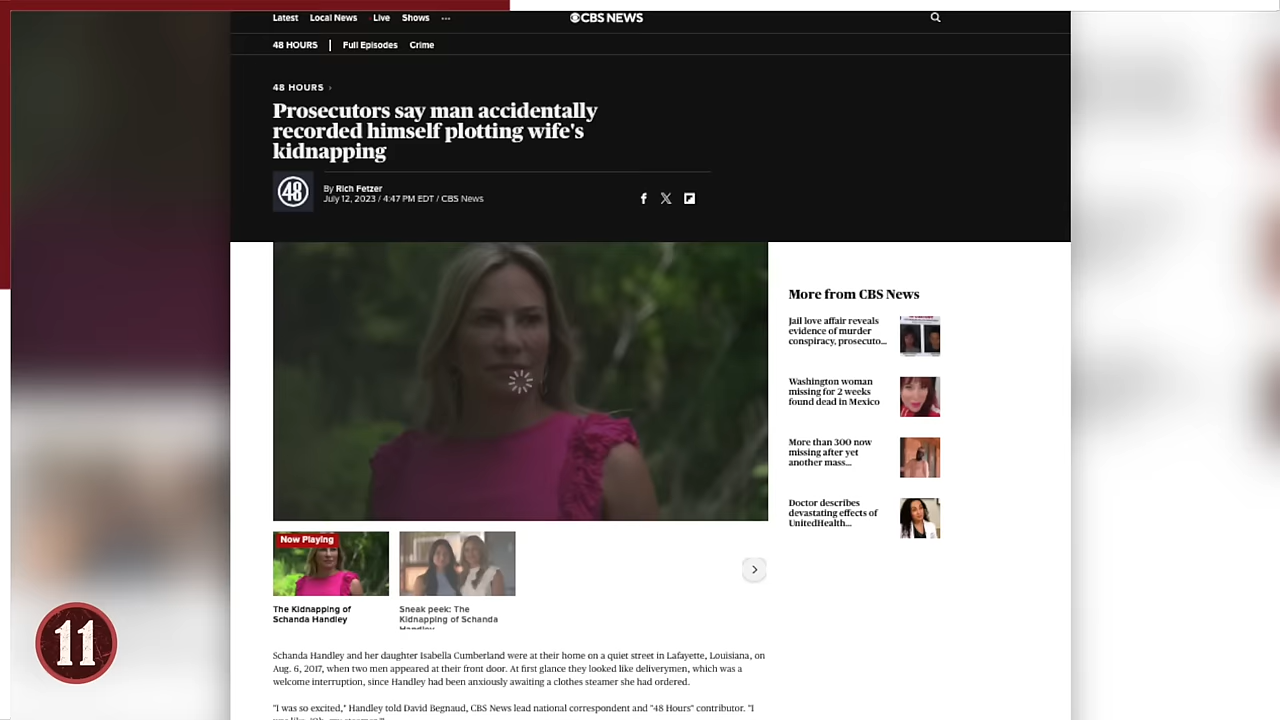 Latest Local News Live Shows ...
CBS NEWS
48 HOURS | Full Episodes Crime
48 HOURS ›
Prosecutors say man accidentally
recorded himself plotting wife's
kidnapping
48
By Rich Fetzer
July 12, 2023 / 4:47 PM EDT / CBS News
More from CBS News
Jail love affair reveals
evidence of murder
conspiracy, prosecuto...
Washington woman
missing for 2 weeks
found dead in Mexico
More than 300 now
missing after yet
another mass...
Doctor describes
devastating effects of
UnitedHealth...
Now Playing
The Kidnapping of
Schanda Handley
Sneak peek: The
Kidnapping of Schanda
Handley
11
Schanda Handley and her daughter Isabella Cumberland were at their home on a quiet street in Lafayette, Louisiana, on
Aug. 6, 2017, when two men appeared at their front door. At first glance they looked like deliverymen, which was a
welcome interruption, since Handley had been anxiously awaiting a clothes steamer she had ordered.
"I was so excited," Handley told David Begnaud, CBS News lead national correspondent and "48 Hours" contributor. "I